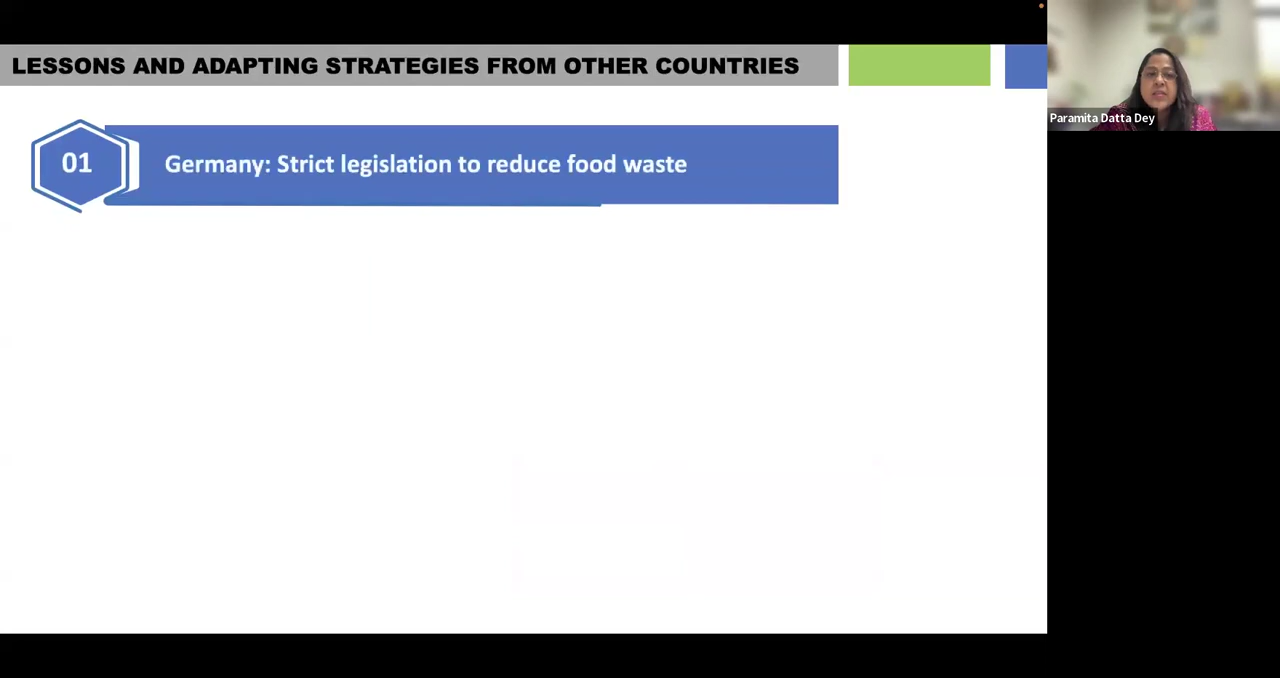 LESSONS AND ADAPTING STRATEGIES FROM OTHER COUNTRIES
Paramita Datta Dey
01
Germany: Strict legislation to reduce food waste